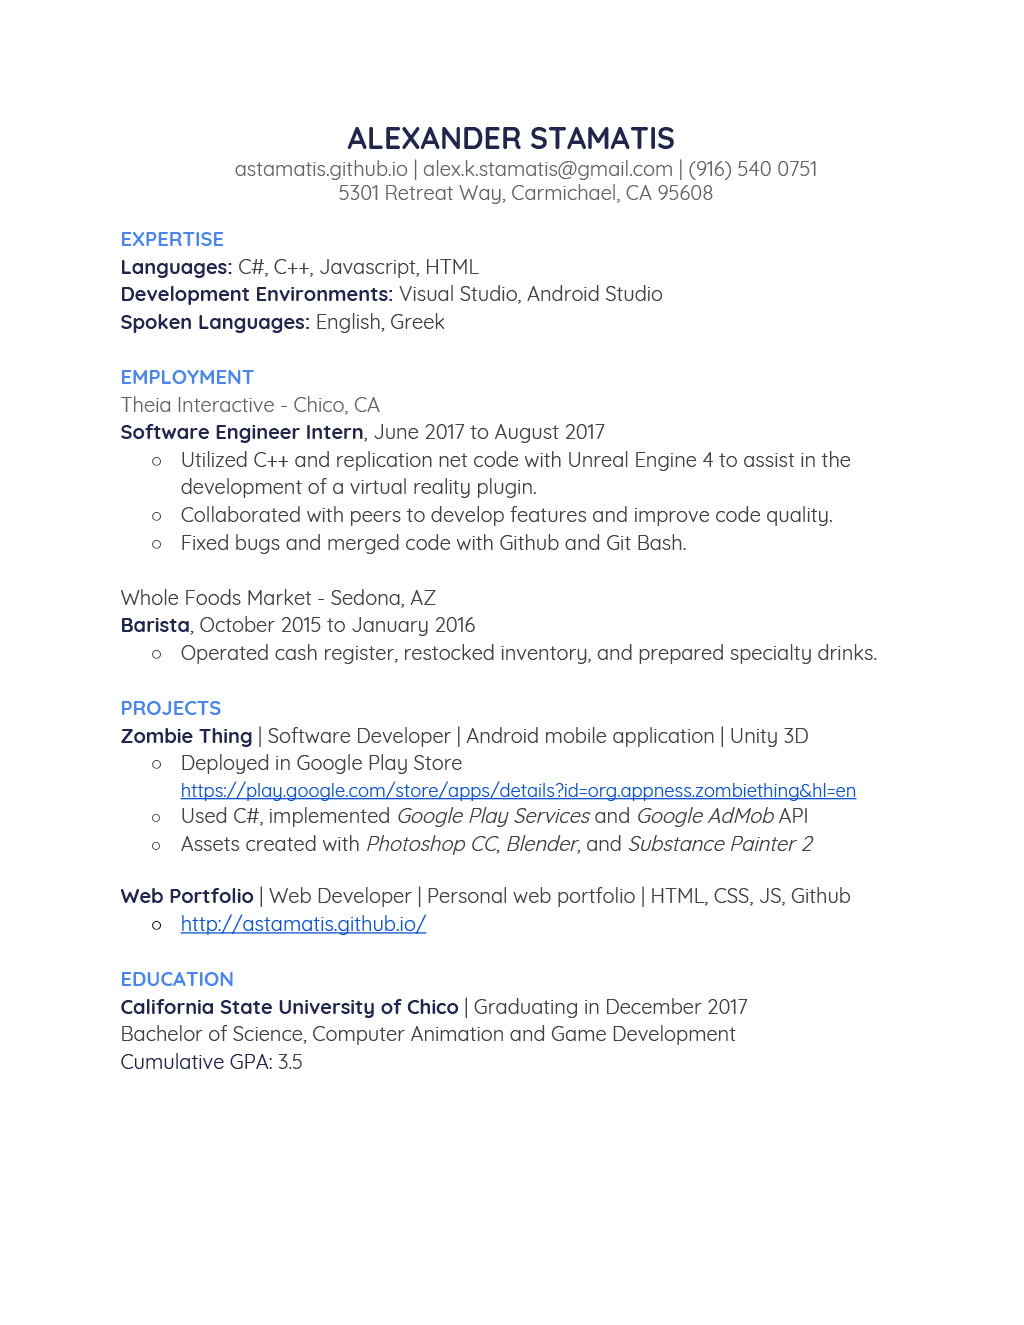 ALEXANDER STAMATIS
astamatis.github.io | alex.k.stamatis@gmail.com | (916) 540 0751
5301 Retreat Way, Carmichael, CA 95608
EXPERTISE
Languages: C#, C++, Javascript, HTML
Development Environments: Visual Studio, Android Studio
Spoken Languages: English, Greek
EMPLOYMENT
Theia Interactive - Chico, CA
Software Engineer Intern, June 2017 to August 2017
○ Utilized C++ and replication net code with Unreal Engine 4 to assist in the
development of a virtual reality plugin.
○ Collaborated with peers to develop features and improve code quality.
○ Fixed bugs and merged code with Github and Git Bash.
Whole Foods Market - Sedona, AZ
Barista, October 2015 to January 2016
○ Operated cash register, restocked inventory, and prepared specialty drinks.
PROJECTS
Zombie Thing | Software Developer | Android mobile application | Unity 3D
○ Deployed in Google Play Store
https://play.google.com/store/apps/details?id=org.appness.zombiething&hl=en
○ Used C#, implemented Google Play Services and Google AdMob API
○ Assets created with Photoshop CC, Blender, and Substance Painter 2
Web Portfolio | Web Developer | Personal web portfolio | HTML, CSS, JS, Github
○ http://astamatis.github.io/
EDUCATION
California State University of Chico | Graduating in December 2017
Bachelor of Science, Computer Animation and Game Development
Cumulative GPA: 3.5